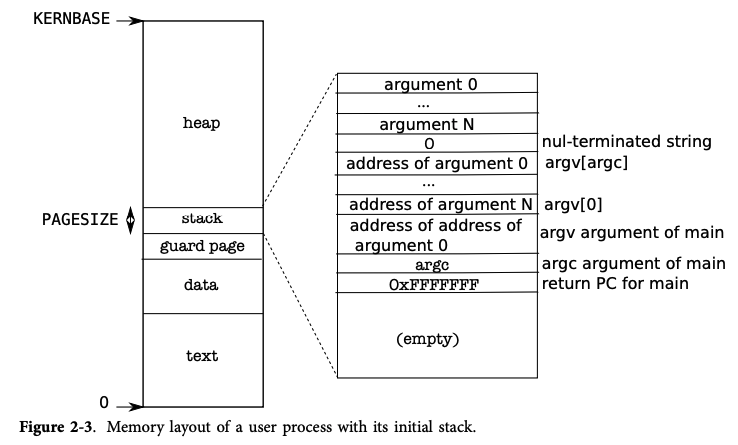 KERNBASE
heap
PAGESIZE
stack
guard page
data
text
0
argument 0
...
argument N
0
nul-terminated string
address of argument 0
argv[argc]
...
address of argument N
argv[0]
address of address of
argument 0
argv argument of main
argc
argc argument of main
0xFFFFFFF
return PC for main
(empty)
Figure 2-3. Memory layout of a user process with its initial stack.